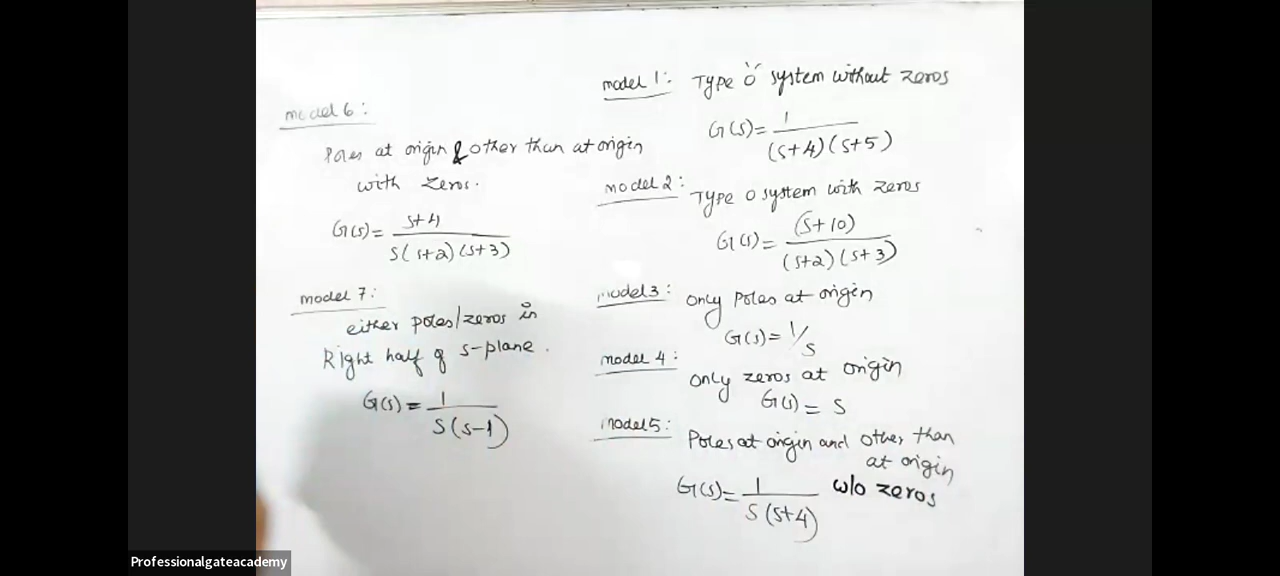 model 1: Type "0" system without zeros
G(s)= 1
(s+4)(s+5)
model 2: Type 0 system with zeros
G(s)= (s+10)
(s+2)(s+3)
model 3: only poles at origin
G(s)= 1/s
model 4: only zeros at origin
G(s) = s
model 5: Poles at origin and other than
at origin
w/o zeros
G(s)= 1
s(s+4)
model 6:
Poles at origin & other than at origin
with zeros.
G(s)= s+4
s(s+2)(s+3)
model 7:
either poles/zeros in
Right half of s-plane.
G(s)= 1
s(s-1)
Professionalgateacademy